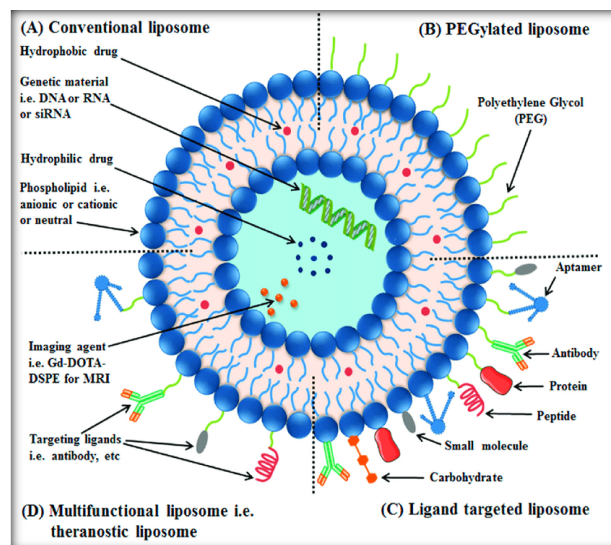 (A) Conventional liposome
(B) PEGylated liposome
Hydrophobic drug
Genetic material
i.e. DNA or RNA
or siRNA
Polyethylene Glycol
(PEG)
Hydrophilic drug
Phospholipid i.e.
anionic or cationic
or neutral
Aptamer
Imaging agent
i.e. Gd-DOTA-
DSPE for MRI
Antibody
Protein
Peptide
Targeting ligands
i.e. antibody, etc
Small molecule
Carbohydrate
(D) Multifunctional liposome i.e.
theranostic liposome
(C) Ligand targeted liposome